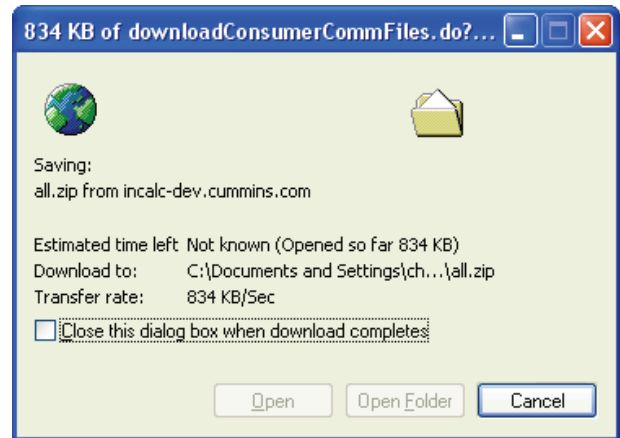 834 KB of downloadConsumerCommFiles.do?...
Saving:
all.zip from incalc-dev.cummins.com
Estimated time left Not known (Opened so far 834 KB)
Download to: C:\Documents and Settings\ch...\all.zip
Transfer rate: 834 KB/Sec
Close this dialog box when download completes
Open Open Folder Cancel